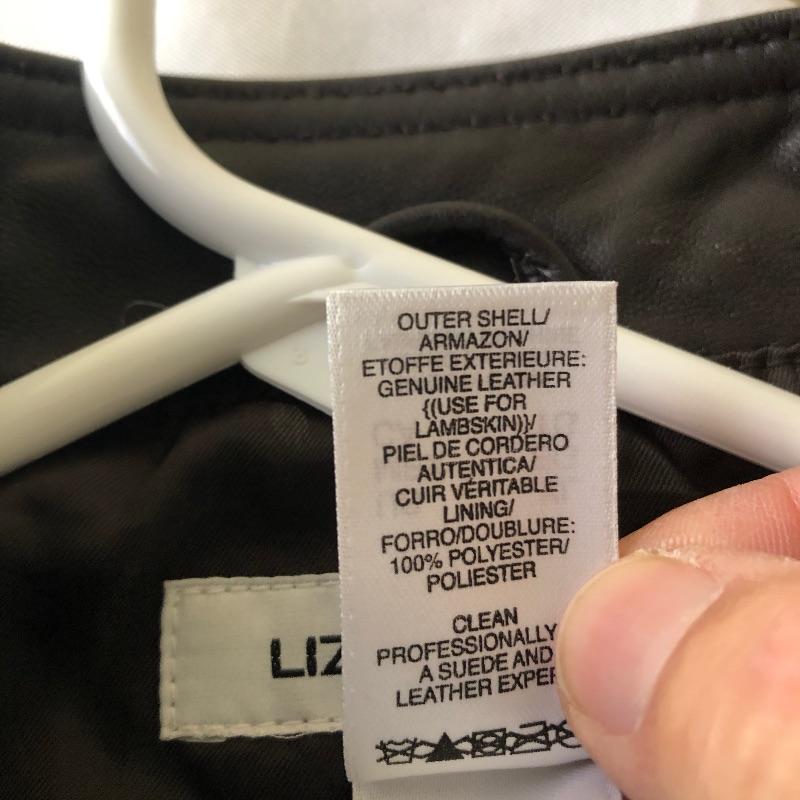 OUTER SHELL/
ARMAZON/
ETOFFE EXTERIEURE:
GENUINE LEATHER
{(USE FOR
LAMBSKIN)}/
PIEL DE CORDERO
AUTENTICA/
CUIR VÉRITABLE
LINING/
FORRO/DOUBLURE:
100% POLYESTER/
POLIESTER
CLEAN
PROFESSIONALLY
A SUEDE AND
LEATHER EXPER
LIZ